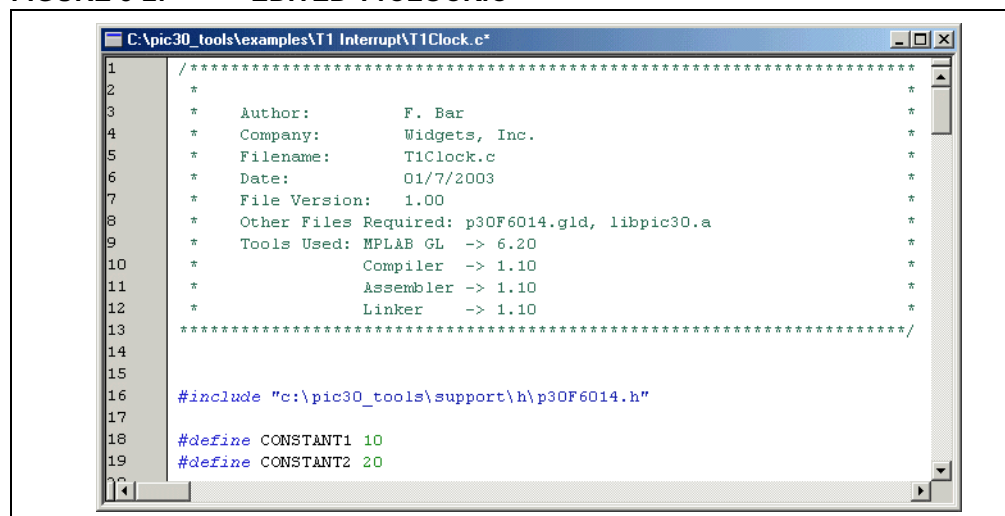 C:\pic30_tools\examples\T1 Interrupt\T1Clock.c*
1 /***********************************************************************
2 * *
3 * Author: F. Bar *
4 * Company: Widgets, Inc. *
5 * Filename: T1Clock.c *
6 * Date: 01/7/2003 *
7 * File Version: 1.00 *
8 * Other Files Required: p30F6014.gld, libpic30.a *
9 * Tools Used: MPLAB GL -> 6.20 *
10 * Compiler -> 1.10 *
11 * Assembler -> 1.10 *
12 * Linker -> 1.10 *
13 ***********************************************************************/
14
15
16 #include "c:\pic30_tools\support\h\p30F6014.h"
17
18 #define CONSTANT1 10
19 #define CONSTANT2 20